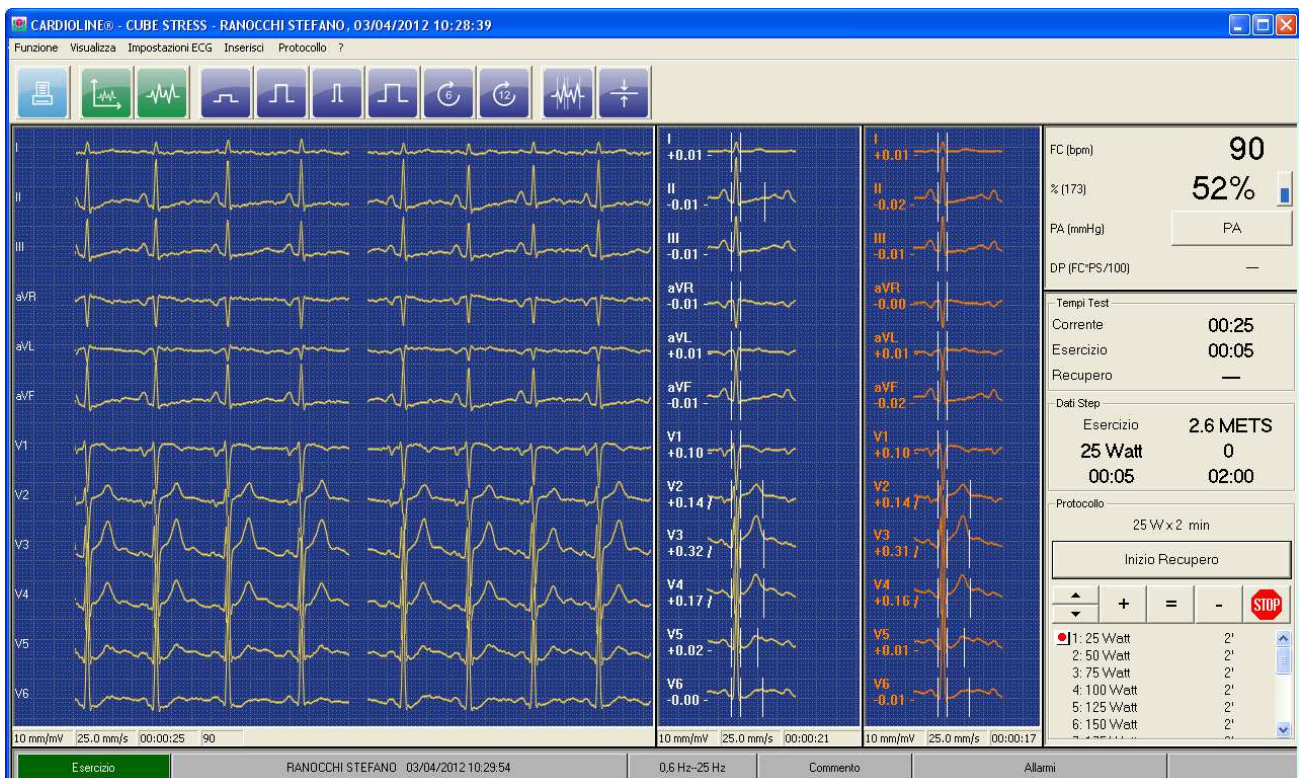 CARDIOLINE® - CUBE STRESS - RANOCCHI STEFANO, 03/04/2012 10:28:39
Funzione Visualizza Impostazioni ECG Inserisci Protocollo ?
6 12
I
II
III
aVR
aVL
aVF
V1
V2
V3
V4
V5
V6
10 mm/mV 25.0 mm/s 00:00:25 90
I
+0.01 -
II
-0.01 -
III
-0.01 -
aVR
-0.01 -
aVL
+0.01 -
aVF
-0.01 -
V1
+0.10 -
V2
+0.14 /
V3
+0.32 /
V4
+0.17 /
V5
+0.02 -
V6
-0.00 -
10 mm/mV 25.0 mm/s 00:00:21
I
+0.01 -
II
-0.02 -
III
-0.01 -
aVR
-0.00 -
aVL
+0.01 -
aVF
-0.02 -
V1
+0.10 -
V2
+0.14 /
V3
+0.31 /
V4
+0.16 /
V5
+0.01 -
V6
-0.01 -
10 mm/mV 25.0 mm/s 00:00:17
FC (bpm) 90
% (173) 52%
PA (mmHg) PA
DP (FC*PS/100) —
Tempi Test
Corrente 00:25
Esercizio 00:05
Recupero —
Dati Step
Esercizio 2.6 METS
25 Watt 0
00:05 02:00
Protocollo
25 W x 2 min
Inizio Recupero
+ = - STOP
1: 25 Watt 2'
2: 50 Watt 2'
3: 75 Watt 2'
4: 100 Watt 2'
5: 125 Watt 2'
6: 150 Watt 2'
Esercizio RANOCCHI STEFANO 03/04/2012 10:29:54 0,6 Hz--25 Hz Commento Allarmi